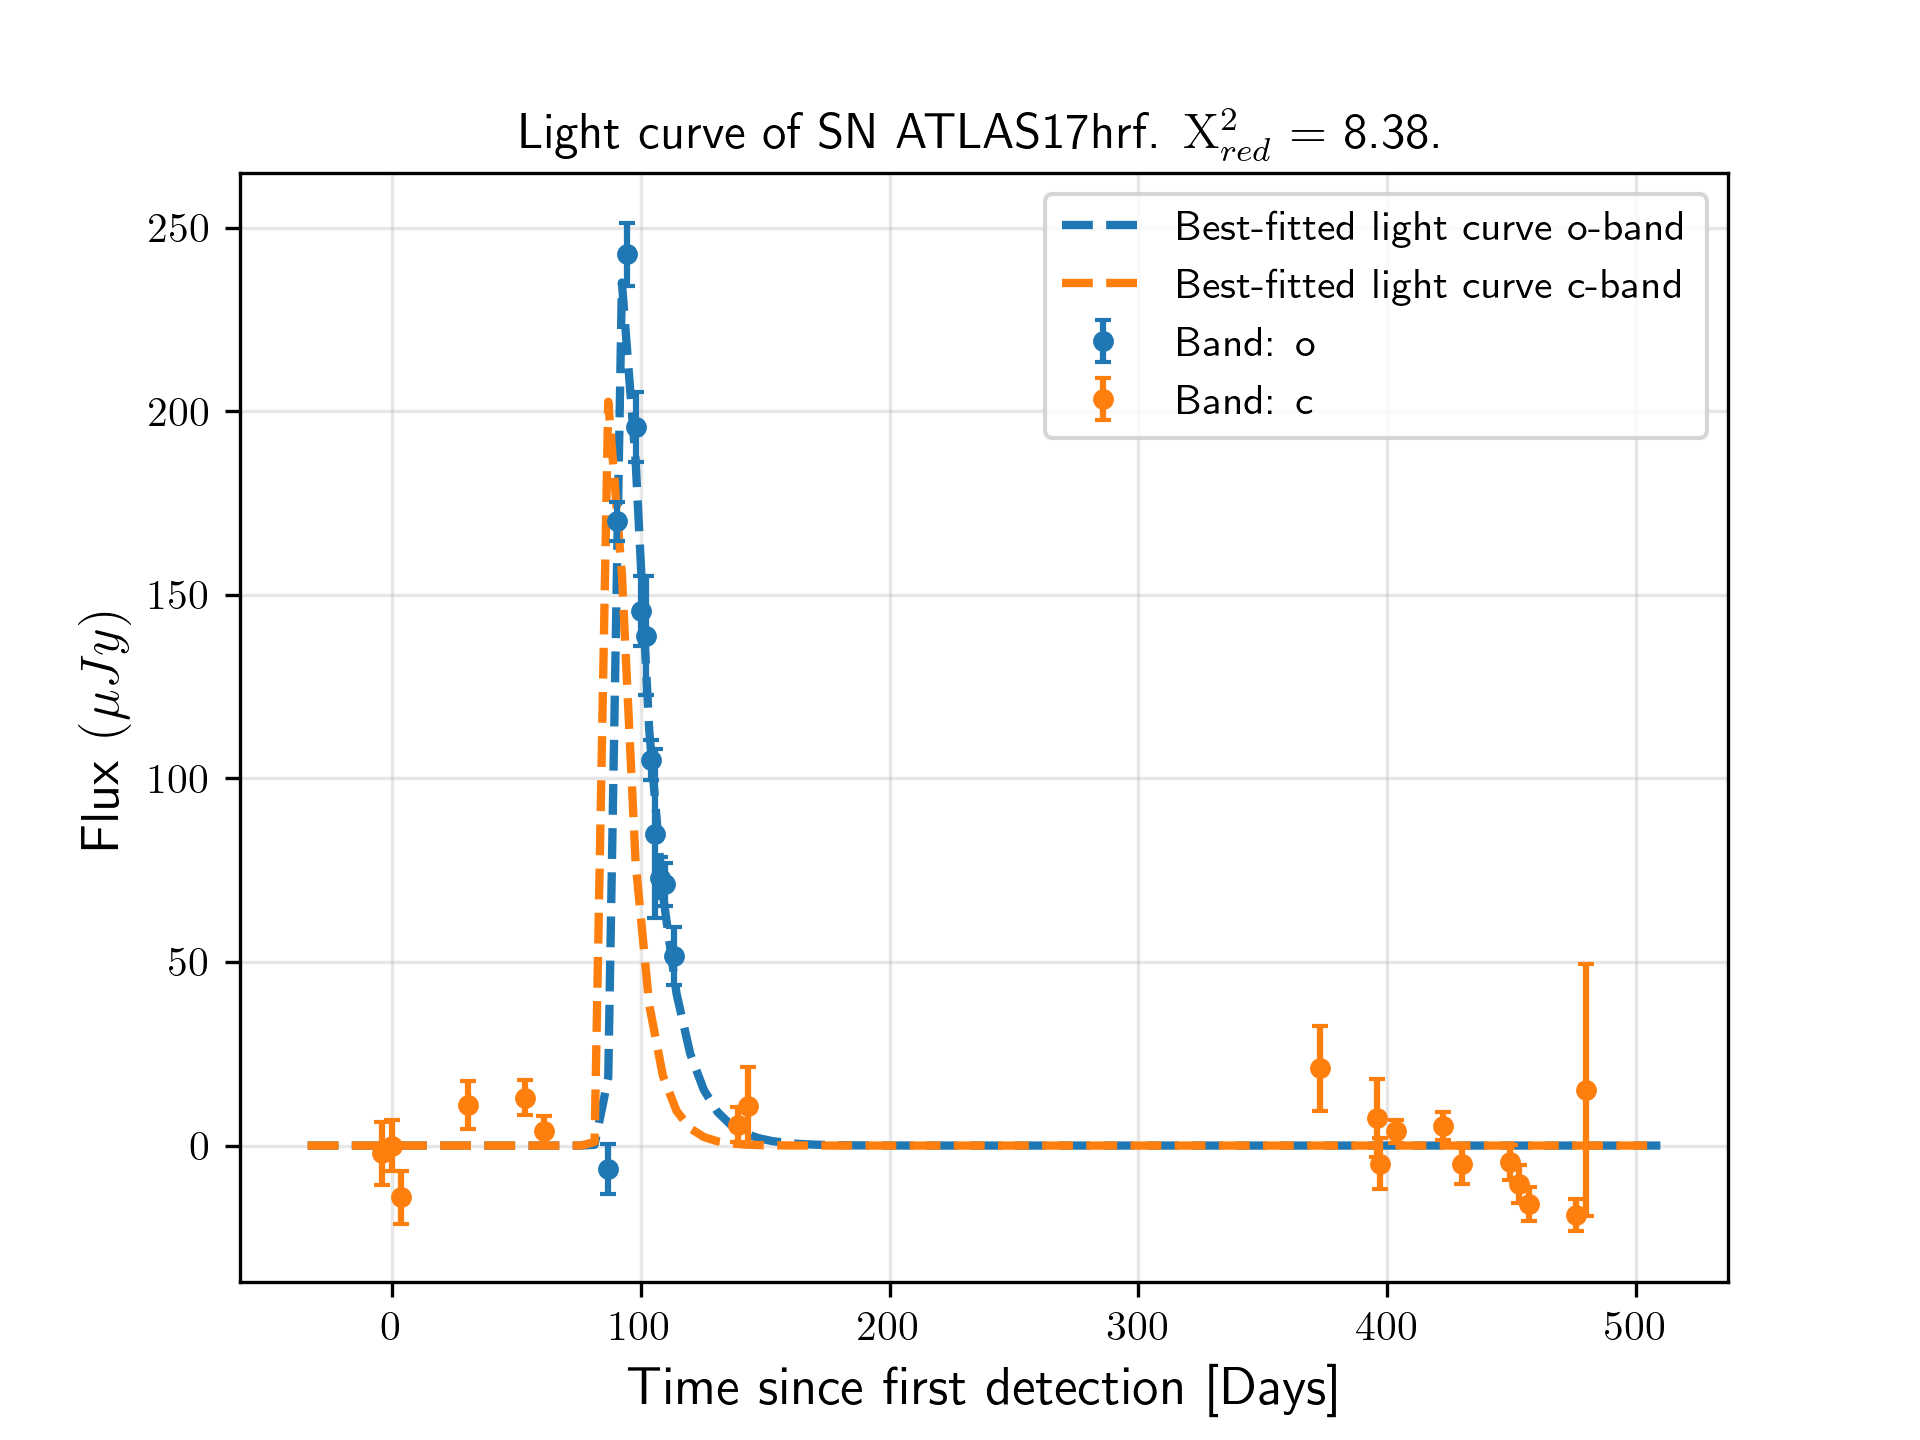 Light curve of SN ATLAS17hrf. X²red = 8.38.
Best-fitted light curve o-band
Best-fitted light curve c-band
Band: o
Band: c
250
200
150
100
50
0
Flux (μJy)
0 100 200 300 400 500
Time since first detection [Days]